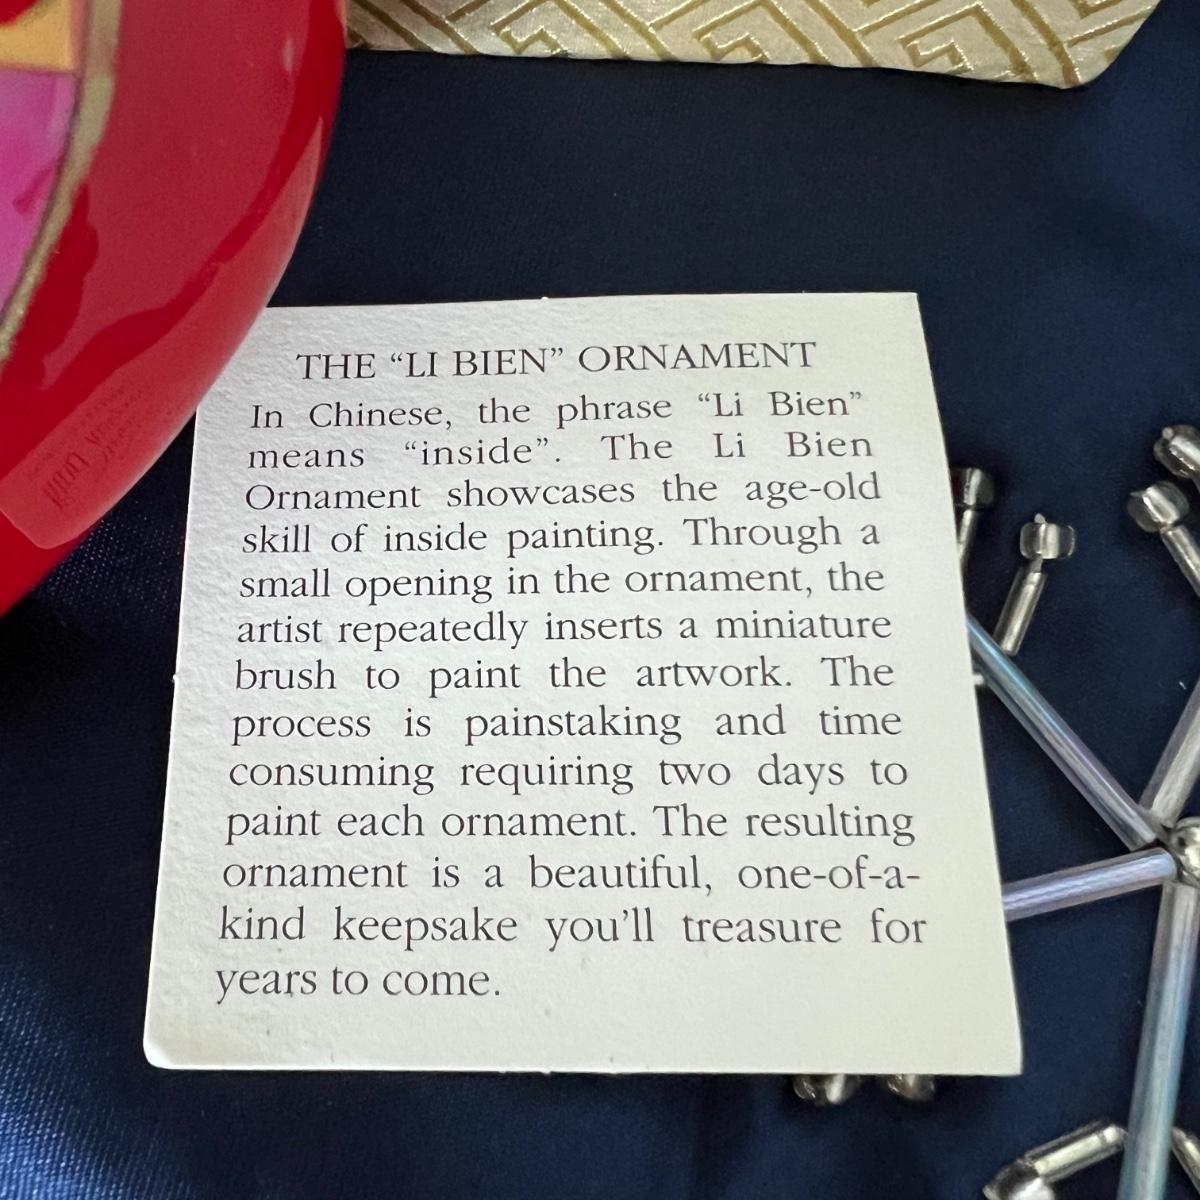 THE “LI BIEN” ORNAMENT
In Chinese, the phrase “Li Bien”
means “inside”. The Li Bien
Ornament showcases the age-old
skill of inside painting. Through a
small opening in the ornament, the
artist repeatedly inserts a miniature
brush to paint the artwork. The
process is painstaking and time
consuming requiring two days to
paint each ornament. The resulting
ornament is a beautiful, one-of-a-
kind keepsake you’ll treasure for
years to come.